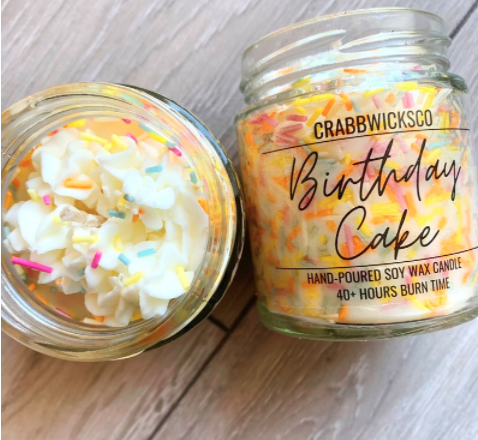 CRABBWICKSCO
Birthday
Cake
HAND-POURED SOY WAX CANDLE
40+ HOURS BURN TIME